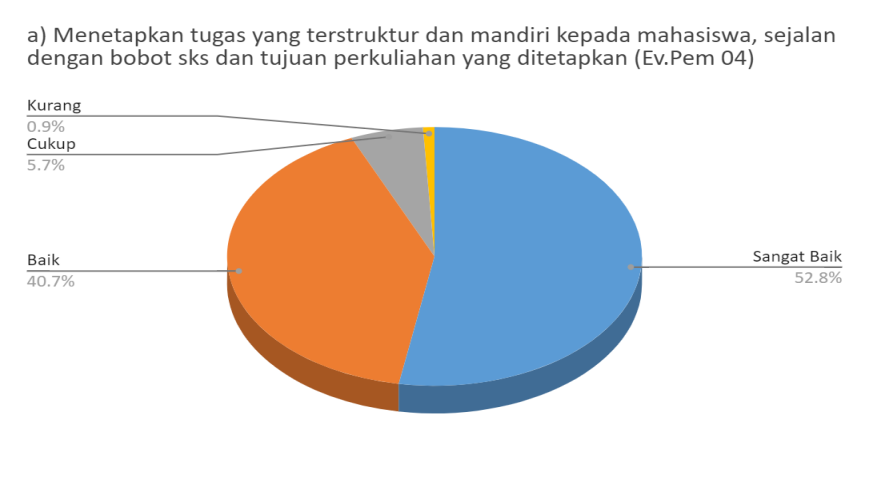 a) Menetapkan tugas yang terstruktur dan mandiri kepada mahasiswa, sejalan
dengan bobot sks dan tujuan perkuliahan yang ditetapkan (Ev.Pem 04)
Kurang
0.9%
Cukup
5.7%
Baik
40.7%
Sangat Baik
52.8%